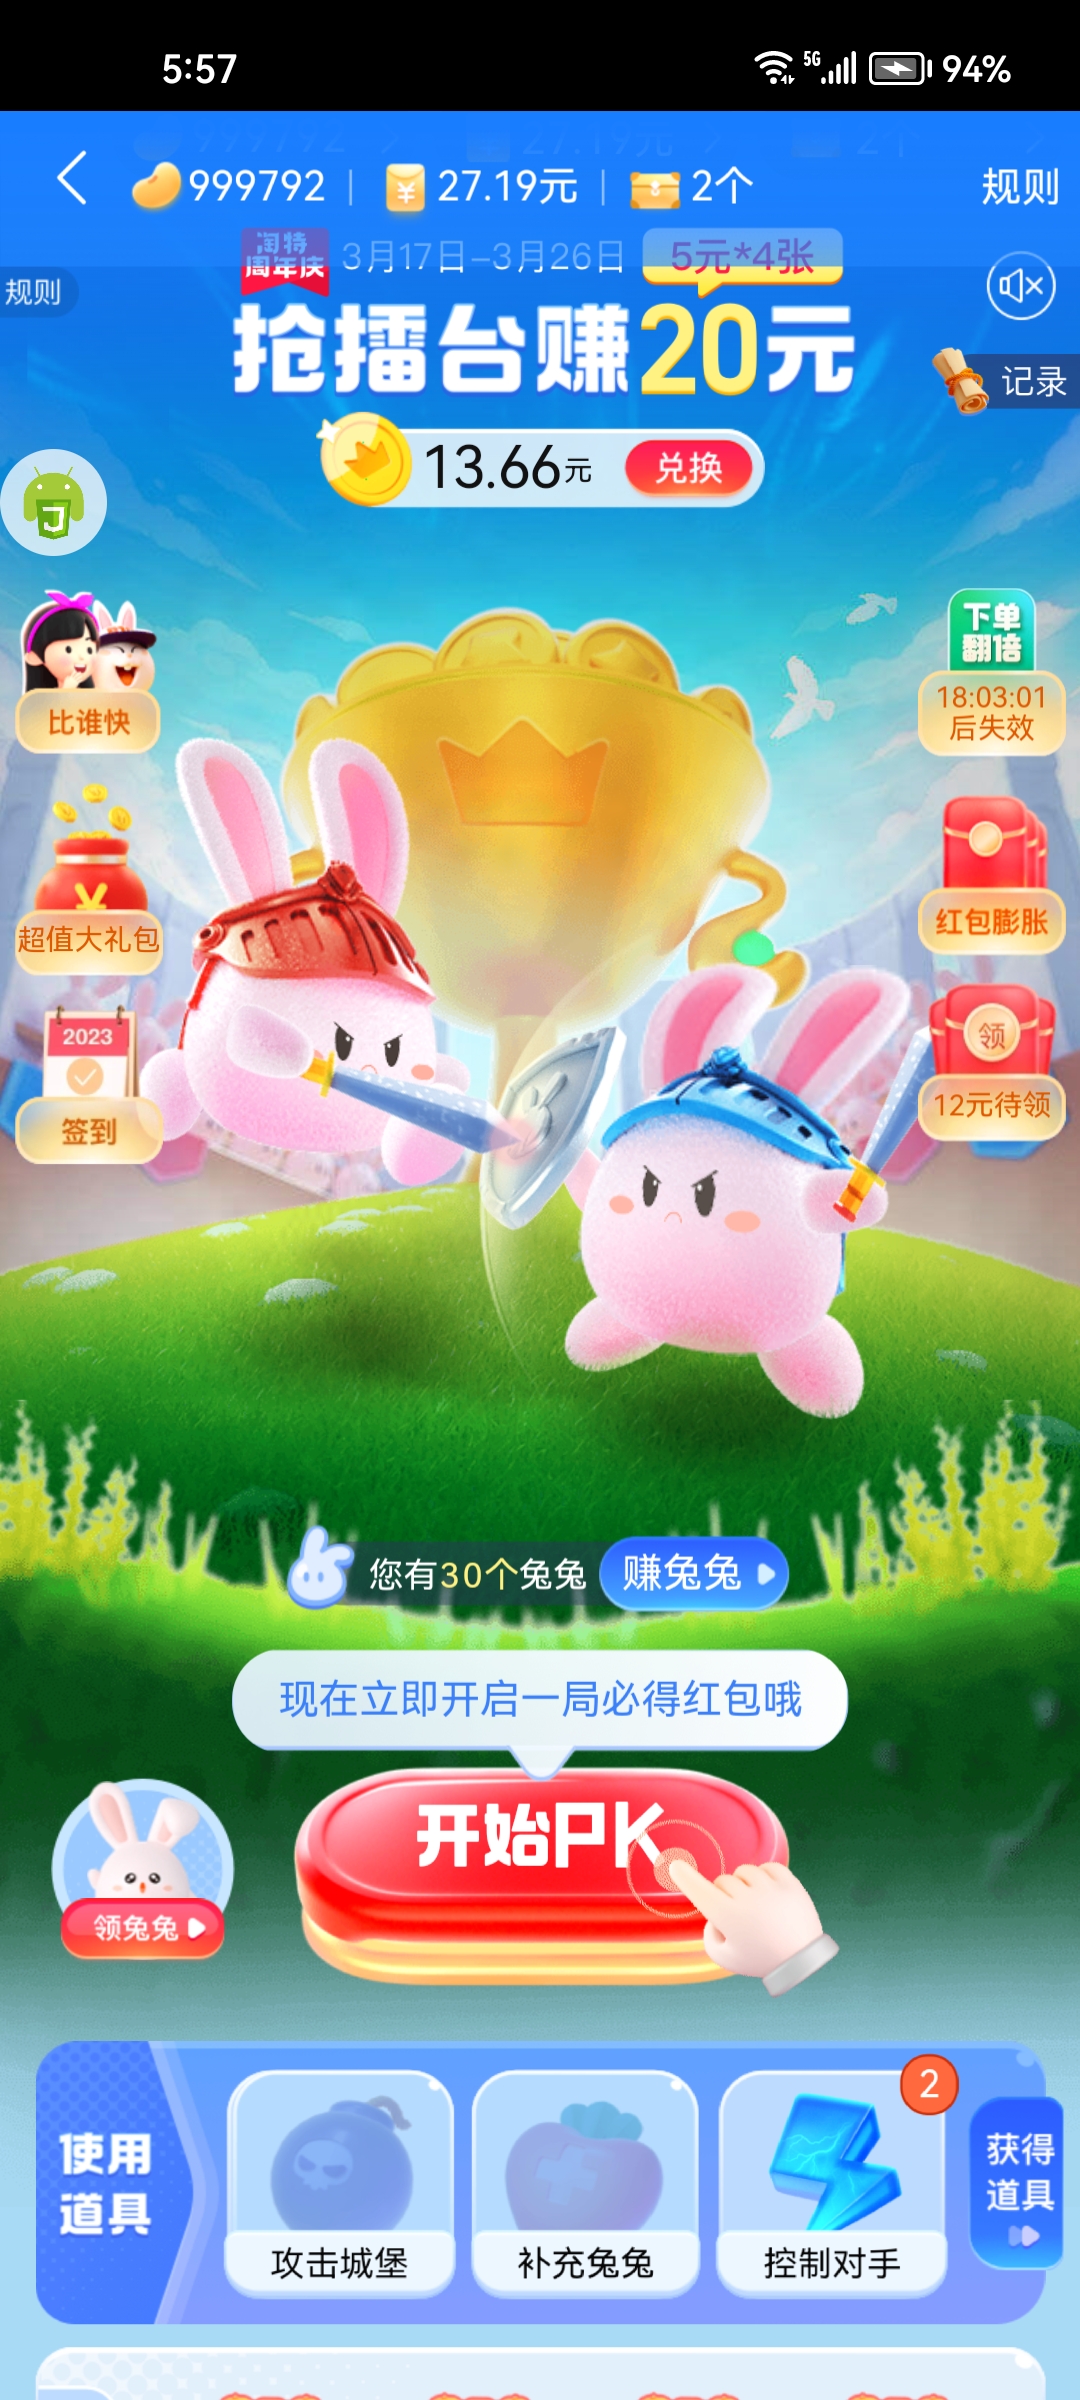 5:57
5G
94%
999792
27.19元
2个
规则
淘特
周年庆
3月17日-3月26日
5元*4张
规则
抢擂台赚20元
记录
13.66元
兑换
比谁快
下单
翻倍
18:03:01
后失效
超值大礼包
红包膨胀
2023
签到
领
12元待领
您有30个兔兔
赚兔兔
现在立即开启一局必得红包哦
开始PK
领兔兔
使用
道具
攻击城堡
补充兔兔
控制对手
2
获得
道具